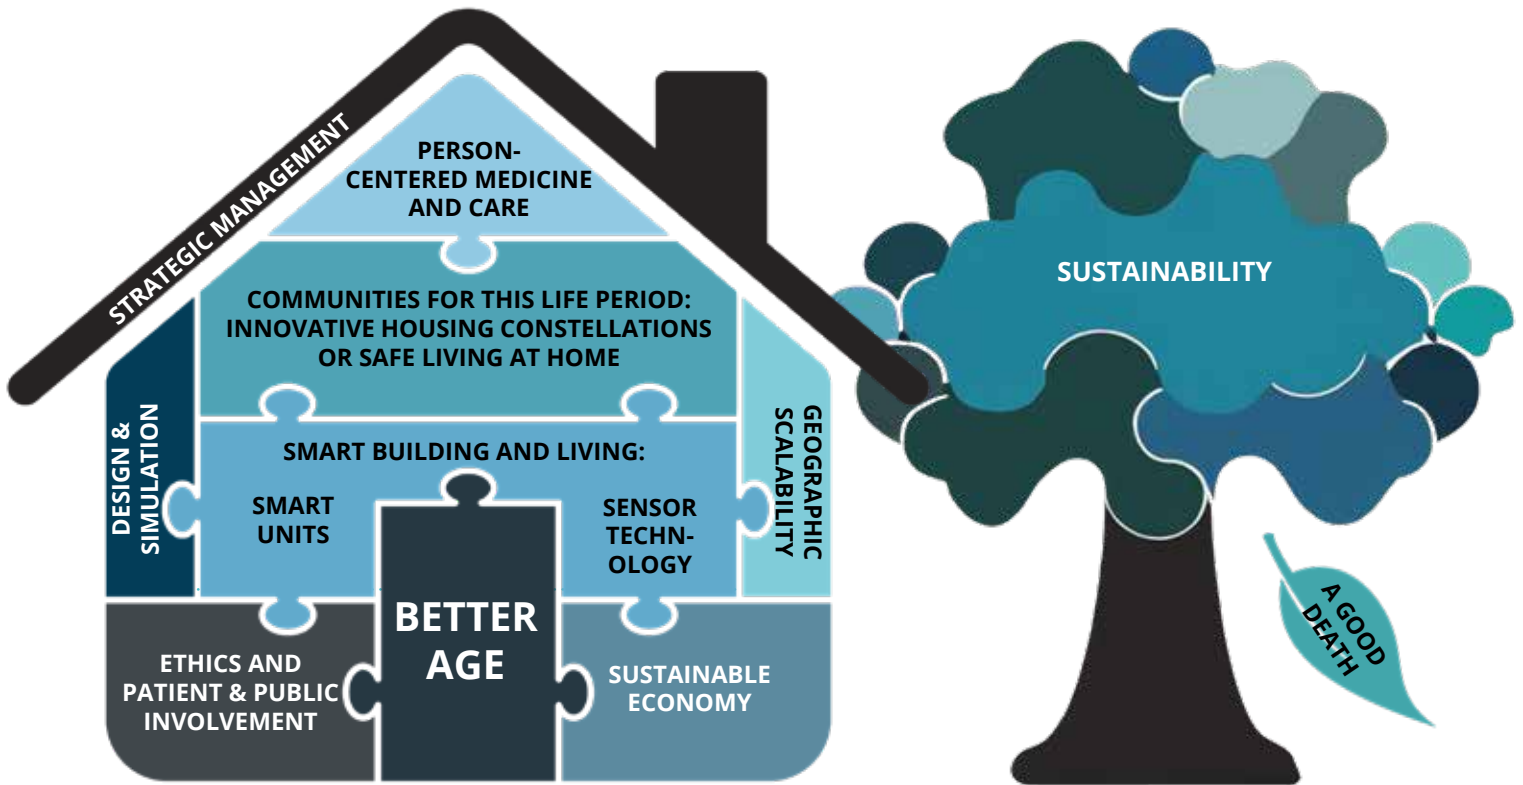 STRATEGIC MANAGEMENT
PERSON-
CENTERED MEDICINE
AND CARE
COMMUNITIES FOR THIS LIFE PERIOD:
INNOVATIVE HOUSING CONSTELLATIONS
OR SAFE LIVING AT HOME
DESIGN &
SIMULATION
SMART BUILDING AND LIVING:
SMART
UNITS
SENSOR
TECHN-
OLOGY
GEOGRAPHIC
SCALABILITY
BETTER
AGE
ETHICS AND
PATIENT & PUBLIC
INVOLVEMENT
SUSTAINABLE
ECONOMY
SUSTAINABILITY
A GOOD
DEATH